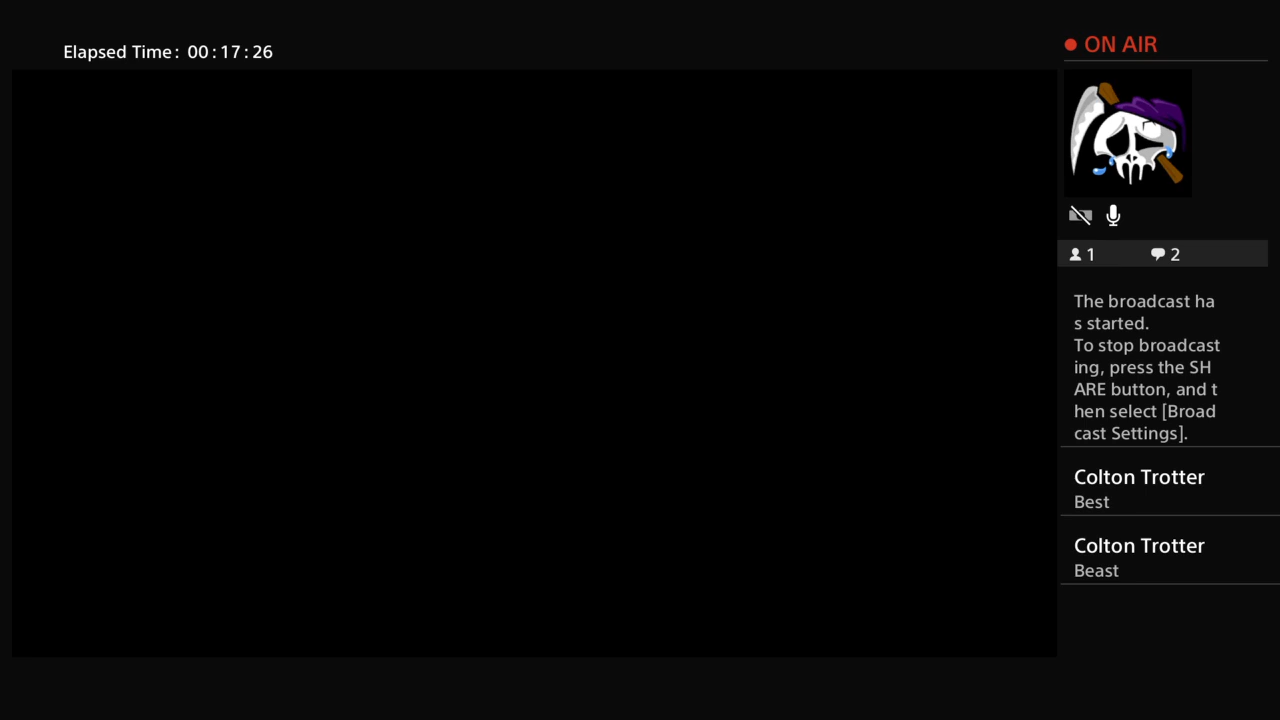 Elapsed Time: 00:17:26
ON AIR
1 2
The broadcast ha
s started.
To stop broadcast
ing, press the SH
ARE button, and t
hen select [Broad
cast Settings].
Colton Trotter
Best
Colton Trotter
Beast